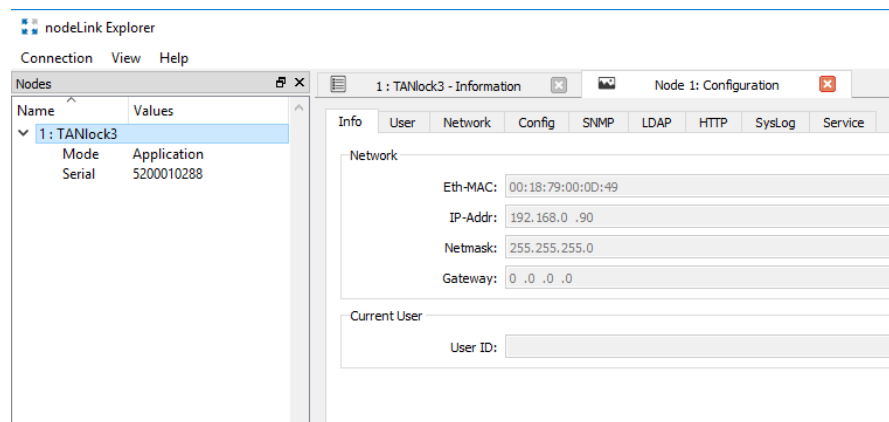 nodeLink Explorer
Connection View Help
Nodes
1 : TANlock3 - Information Node 1: Configuration
Name Values
1 : TANlock3
Mode Application
Serial 5200010288
Info User Network Config SNMP LDAP HTTP SysLog Service
Network
Eth-MAC: 00:18:79:00:0D:49
IP-Addr: 192.168.0 .90
Netmask: 255.255.255.0
Gateway: 0 .0 .0 .0
Current User
User ID: